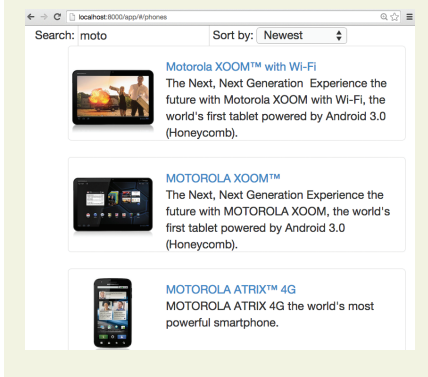 localhost:8000/app/#/phones
Search: moto Sort by: Newest
Motorola XOOM™ with Wi-Fi
The Next, Next Generation Experience the
future with Motorola XOOM with Wi-Fi, the
world's first tablet powered by Android 3.0
(Honeycomb).
MOTOROLA XOOM™
The Next, Next Generation Experience the
future with MOTOROLA XOOM, the world's
first tablet powered by Android 3.0
(Honeycomb).
MOTOROLA ATRIX™ 4G
MOTOROLA ATRIX 4G the world's most
powerful smartphone.